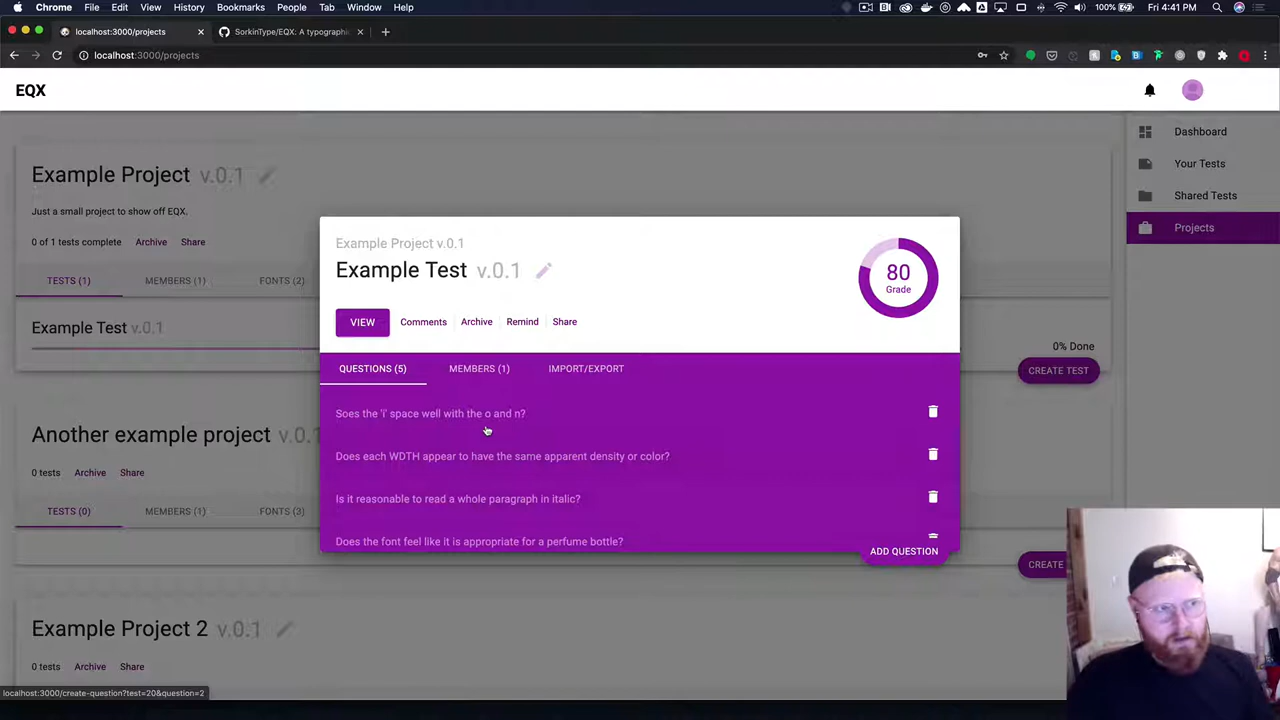 Chrome File Edit View History Bookmarks People Tab Window Help 100% Fri 4:41 PM
localhost:3000/projects SorkinType/EQX: A typographi
localhost:3000/projects
EQX
Dashboard
Your Tests
Shared Tests
Projects
Example Project v.0.1
Just a small project to show off EQX.
0 of 1 tests complete Archive Share
TESTS (1) MEMBERS (1) FONTS (2)
Example Test v.0.1
0% Done
CREATE TEST
Another example project v.0.1
0 tests Archive Share
TESTS (0) MEMBERS (1) FONTS (3)
CREATE
Example Project 2 v.0.1
0 tests Archive Share
Example Project v.0.1
Example Test v.0.1
80
Grade
VIEW Comments Archive Remind Share
QUESTIONS (5) MEMBERS (1) IMPORT/EXPORT
Soes the 'i' space well with the o and n?
Does each WDTH appear to have the same apparent density or color?
Is it reasonable to read a whole paragraph in italic?
Does the font feel like it is appropriate for a perfume bottle?
ADD QUESTION
localhost:3000/create-question?test=20&question=2